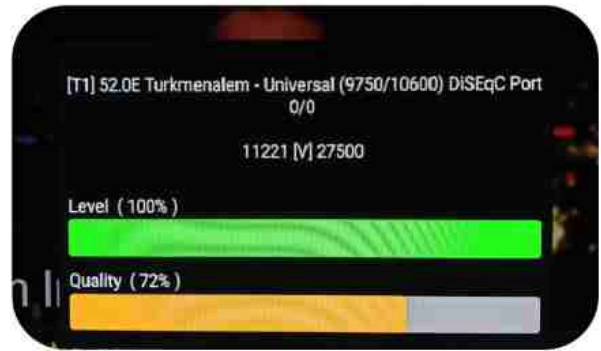 [T1] 52.0E Turkmenalem - Universal (9750/10600) DiSEqC Port
0/0
11221 [V] 27500
Level ( 100% )
Quality ( 72% )